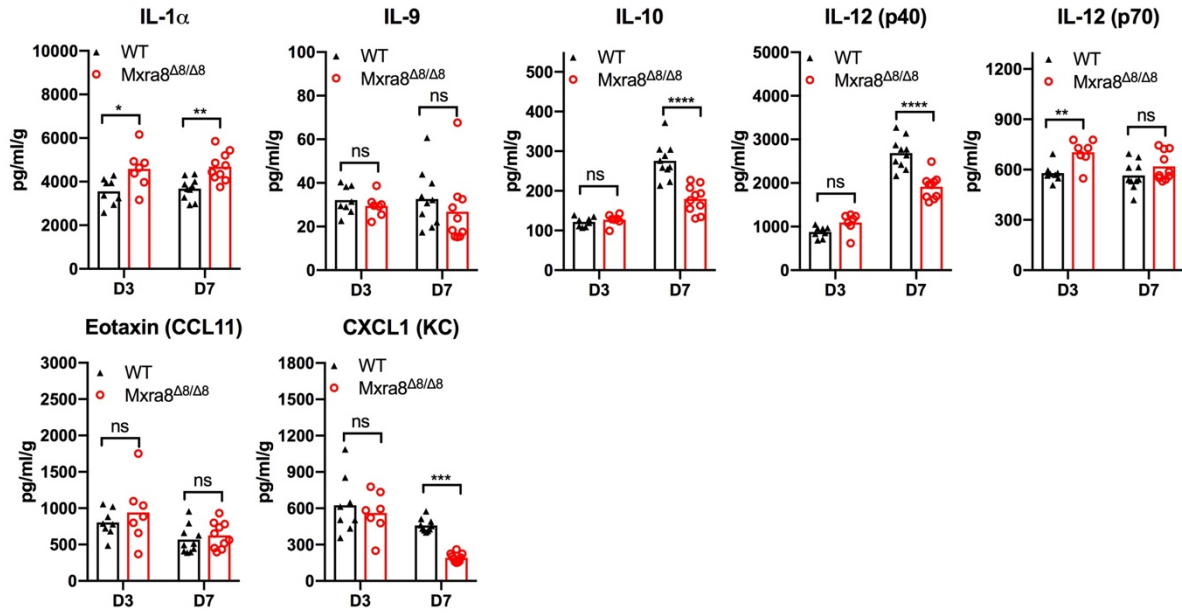 IL-1α
pg/ml/g
10000
8000
6000
4000
2000
0
WT
Mxra8Δ8/Δ8
*
**
D3
D7
IL-9
pg/ml/g
100
80
60
40
20
0
WT
Mxra8Δ8/Δ8
ns
ns
D3
D7
IL-10
pg/ml/g
500
400
300
200
100
0
WT
Mxra8Δ8/Δ8
ns
****
D3
D7
IL-12 (p40)
pg/ml/g
5000
4000
3000
2000
1000
0
WT
Mxra8Δ8/Δ8
ns
****
D3
D7
IL-12 (p70)
pg/ml/g
1200
900
600
300
0
WT
Mxra8Δ8/Δ8
**
ns
D3
D7
Eotaxin (CCL11)
pg/ml/g
3000
2500
2000
1500
1000
500
0
WT
Mxra8Δ8/Δ8
ns
ns
D3
D7
CXCL1 (KC)
pg/ml/g
1800
1500
1200
900
600
300
0
WT
Mxra8Δ8/Δ8
ns
***
D3
D7